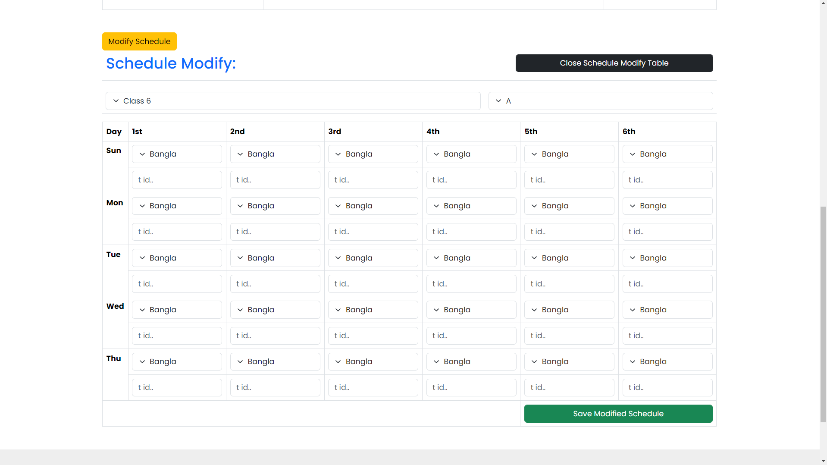 Modify Schedule
Schedule Modify:
Close Schedule Modify Table
Class 6 A
Day 1st 2nd 3rd 4th 5th 6th
Sun Bangla Bangla Bangla Bangla Bangla Bangla
t id.. t id.. t id.. t id.. t id.. t id..
Mon Bangla Bangla Bangla Bangla Bangla Bangla
t id.. t id.. t id.. t id.. t id.. t id..
Tue Bangla Bangla Bangla Bangla Bangla Bangla
t id.. t id.. t id.. t id.. t id.. t id..
Wed Bangla Bangla Bangla Bangla Bangla Bangla
t id.. t id.. t id.. t id.. t id.. t id..
Thu Bangla Bangla Bangla Bangla Bangla Bangla
t id.. t id.. t id.. t id.. t id.. t id..
Save Modified Schedule